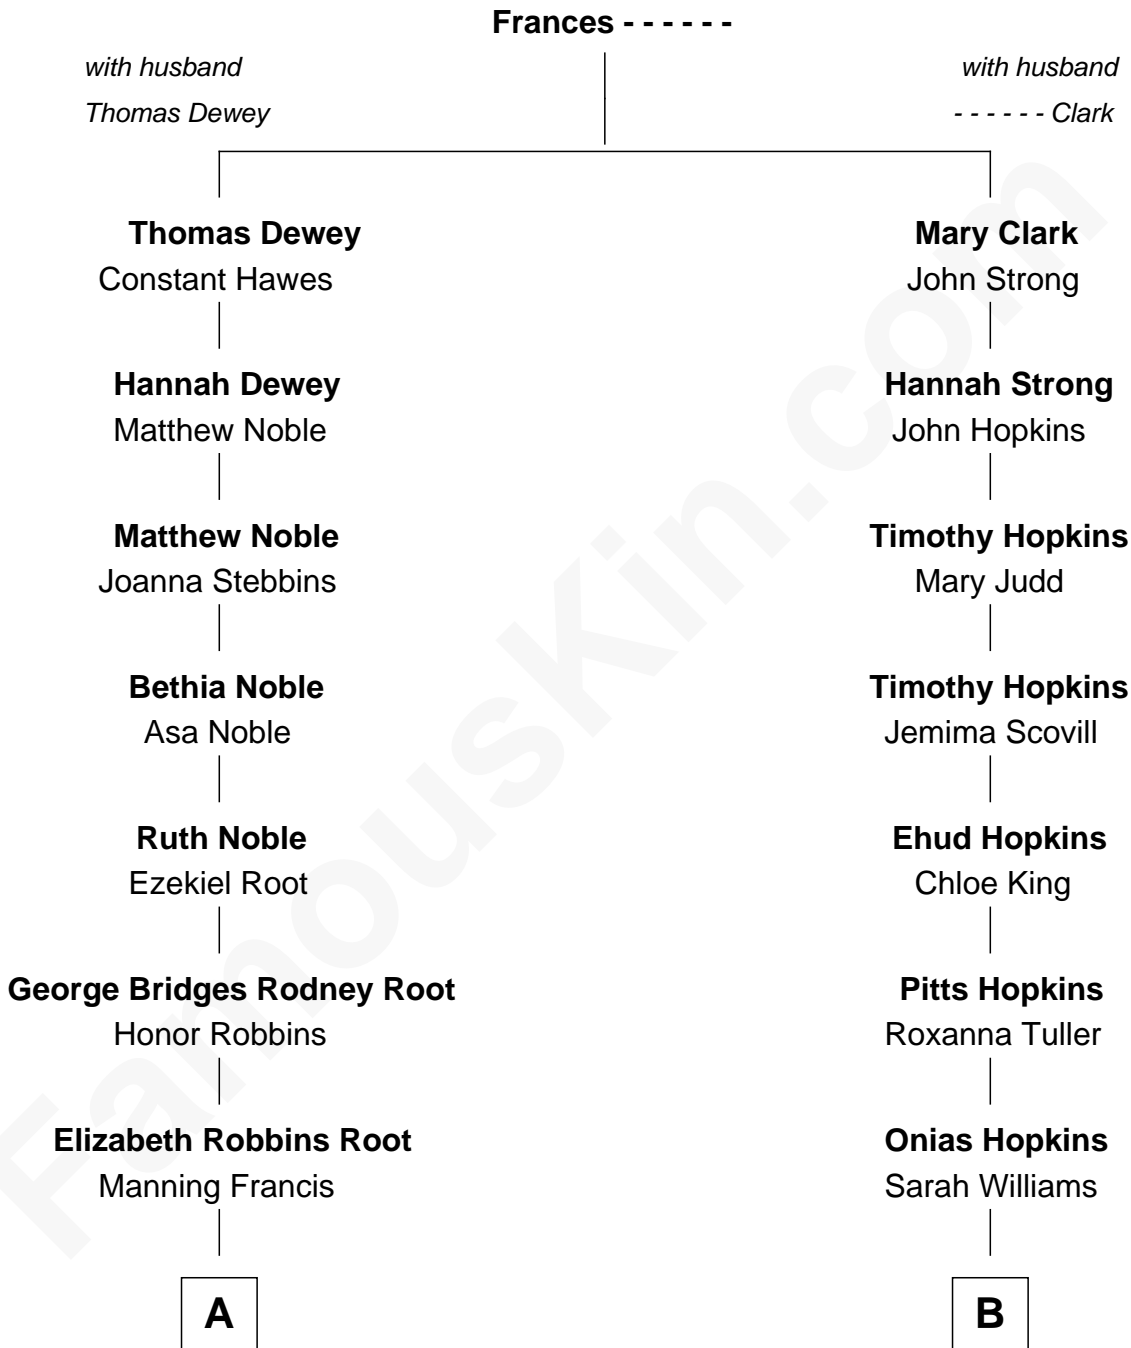 Frances - - - - - -
with husband
Thomas Dewey
with husband
- - - - - - Clark
Thomas Dewey
Constant Hawes
Mary Clark
John Strong
Hannah Dewey
Matthew Noble
Hannah Strong
John Hopkins
Matthew Noble
Joanna Stebbins
Timothy Hopkins
Mary Judd
Bethia Noble
Asa Noble
Timothy Hopkins
Jemima Scovill
Ruth Noble
Ezekiel Root
Ehud Hopkins
Chloe King
George Bridges Rodney Root
Honor Robbins
Pitts Hopkins
Roxanna Tuller
Elizabeth Robbins Root
Manning Francis
Onias Hopkins
Sarah Williams
A
B
FamousKin.com